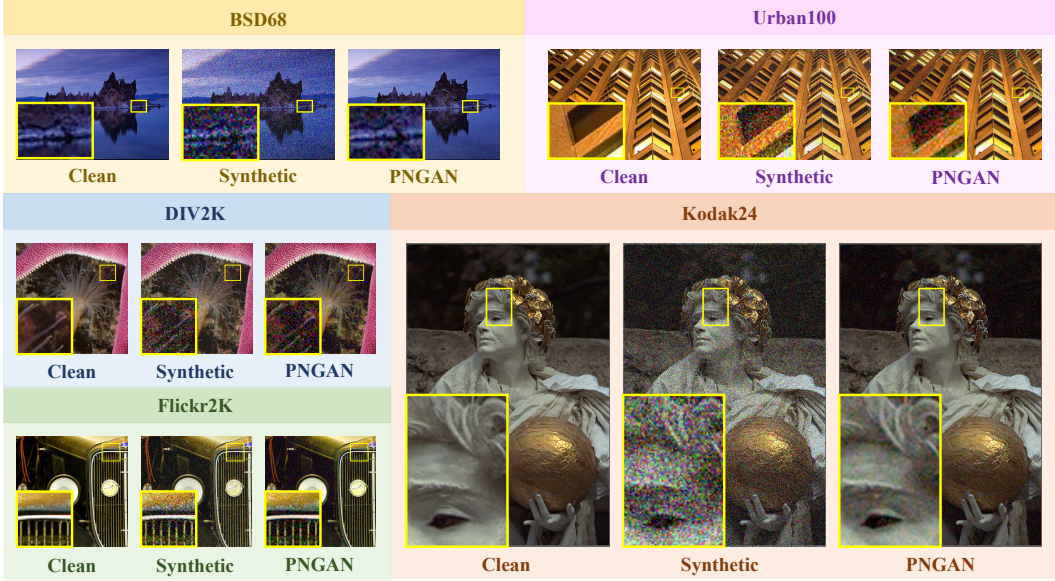 BSD68
Urban100
Clean
Synthetic
PNGAN
Clean
Synthetic
PNGAN
DIV2K
Kodak24
Clean
Synthetic
PNGAN
Flickr2K
Clean
Synthetic
PNGAN
Clean
Synthetic
PNGAN